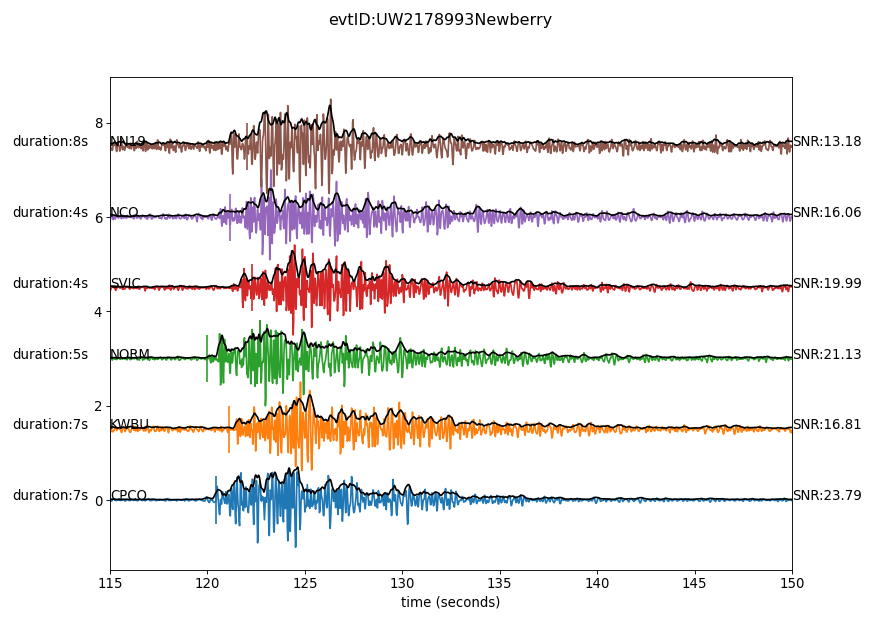 evtID:UW2178993Newberry
8
duration:8s NN19 SNR:13.18
duration:4s NCO SNR:16.06
6
duration:4s SVIC SNR:19.99
4
duration:5s NORM SNR:21.13
2
duration:7s KWBU SNR:16.81
duration:7s CPCO SNR:23.79
0
115 120 125 130 135 140 145 150
time (seconds)